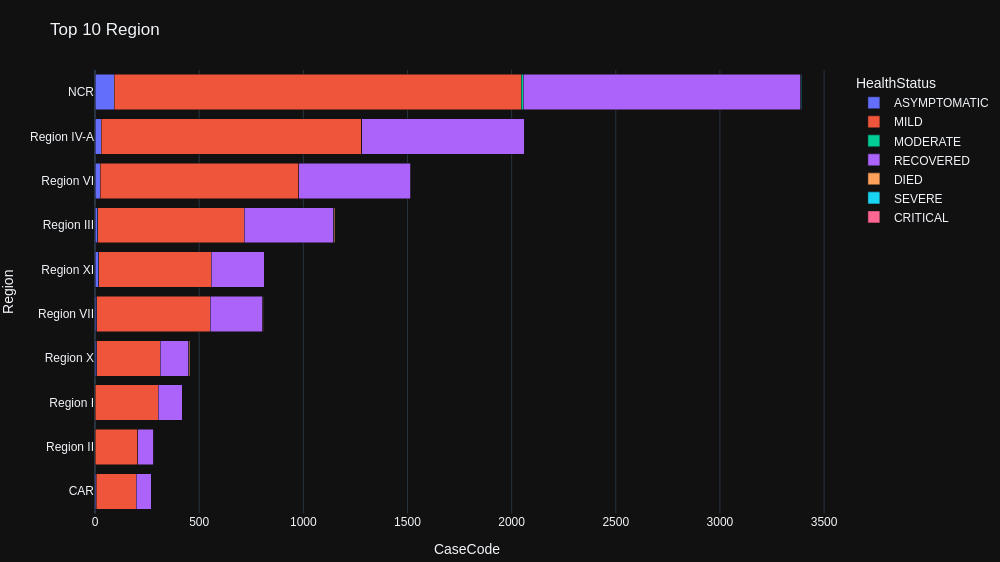 Top 10 Region
NCR
Region IV-A
Region VI
Region III
Region XI
Region VII
Region X
Region I
Region II
CAR
Region
0 500 1000 1500 2000 2500 3000 3500
CaseCode
HealthStatus
ASYMPTOMATIC
MILD
MODERATE
RECOVERED
DIED
SEVERE
CRITICAL